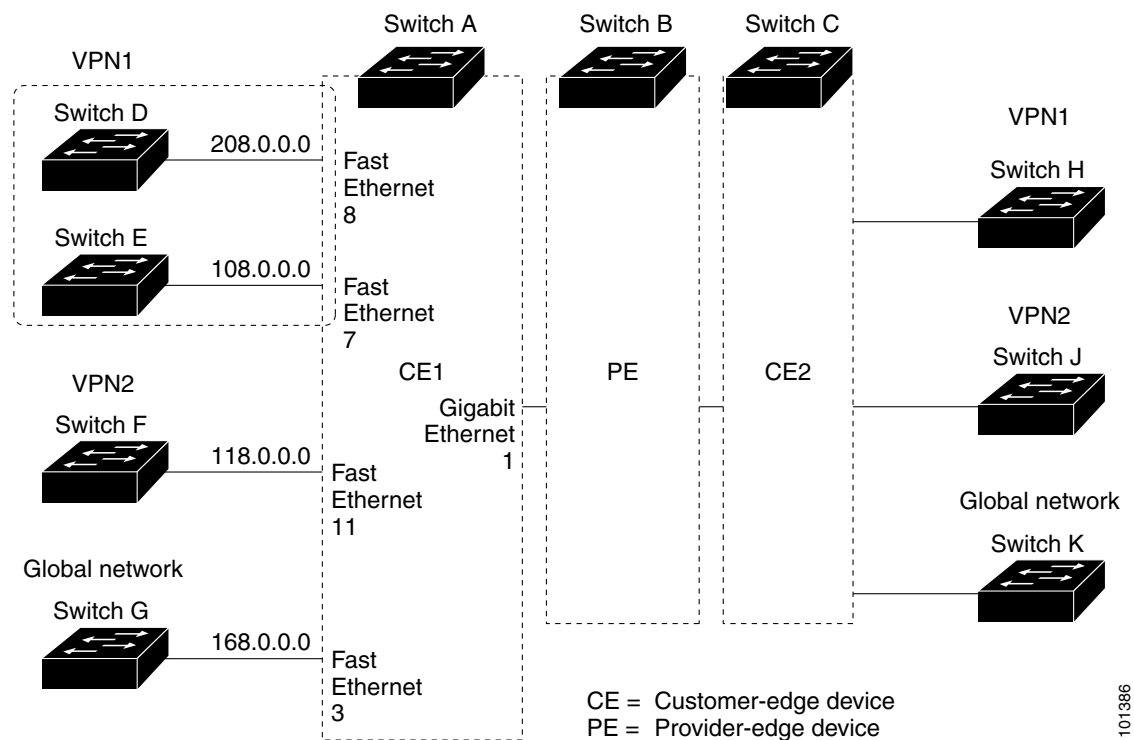 Switch A
Switch B
Switch C
VPN1
Switch D
208.0.0.0
Fast
Ethernet
8
Switch E
108.0.0.0
Fast
Ethernet
7
VPN2
Switch F
118.0.0.0
Fast
Ethernet
11
Global network
Switch G
168.0.0.0
Fast
Ethernet
3
CE1
Gigabit
Ethernet
1
PE
CE2
VPN1
Switch H
VPN2
Switch J
Global network
Switch K
CE = Customer-edge device
PE = Provider-edge device
101386